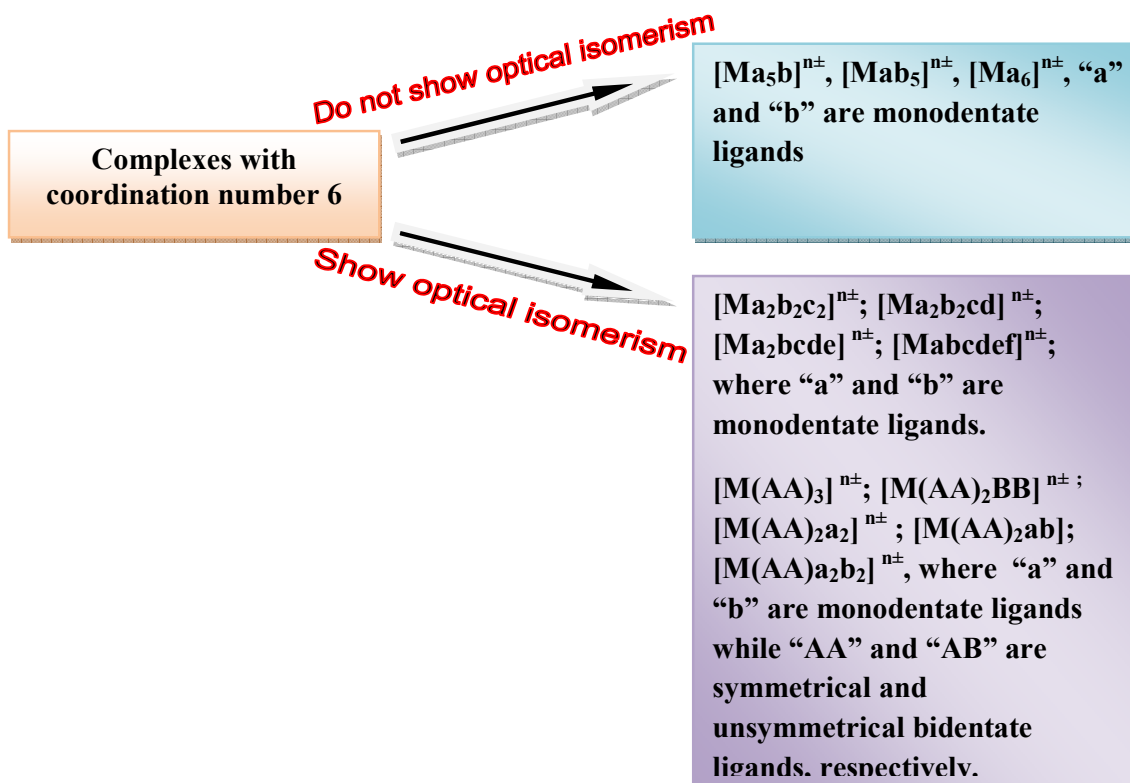 Do not show optical isomerism
[Ma₅b]ⁿ±, [Mab₅]ⁿ±, [Ma₆]ⁿ±, “a”
and “b” are monodentate
ligands
Complexes with
coordination number 6
Show optical isomerism
[Ma₂b₂c₂]ⁿ±; [Ma₂b₂cd] ⁿ±;
[Ma₂bcde] ⁿ±; [Mabcdef]ⁿ±;
where “a” and “b” are
monodentate ligands.
[M(AA)₃] ⁿ±; [M(AA)₂BB] ⁿ± ;
[M(AA)₂a₂] ⁿ± ; [M(AA)₂ab];
[M(AA)a₂b₂] ⁿ±, where “a” and
“b” are monodentate ligands
while “AA” and “AB” are
symmetrical and
unsymmetrical bidentate
ligands, respectively.